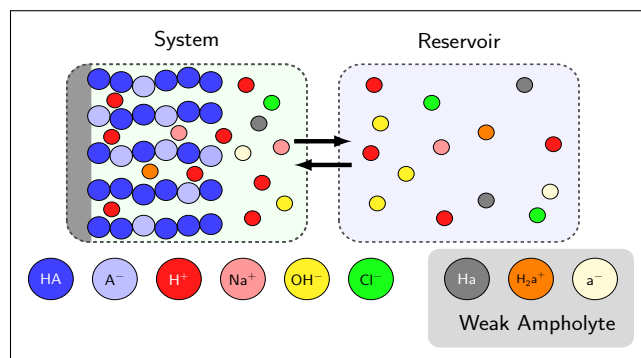 System Reservoir
HA A⁻ H⁺ Na⁺ OH⁻ Cl⁻ Ha H₂a⁺ a⁻
Weak Ampholyte